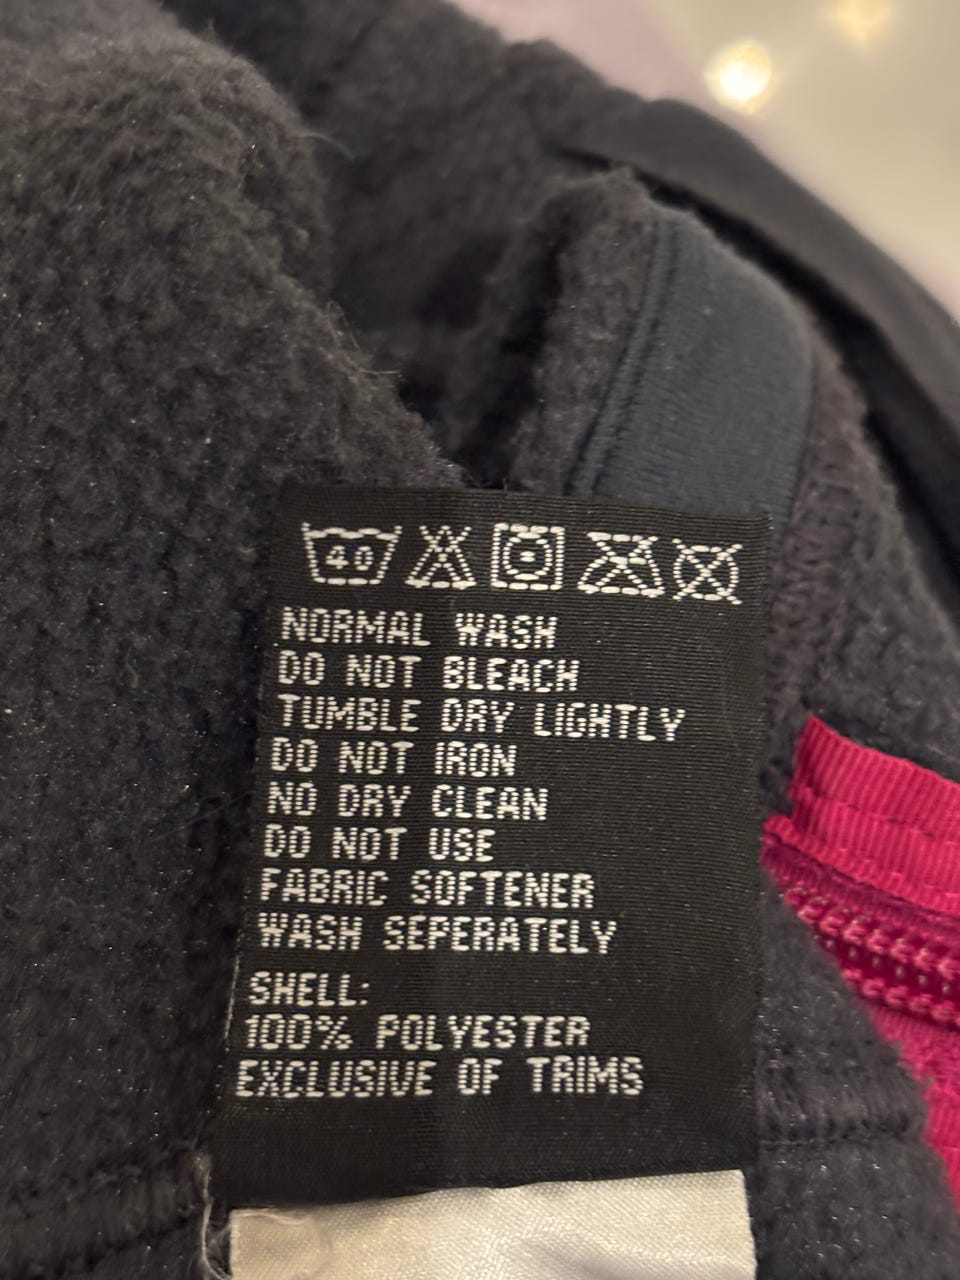 40
NORMAL WASH
DO NOT BLEACH
TUMBLE DRY LIGHTLY
DO NOT IRON
NO DRY CLEAN
DO NOT USE
FABRIC SOFTENER
WASH SEPERATELY
SHELL:
100% POLYESTER
EXCLUSIVE OF TRIMS